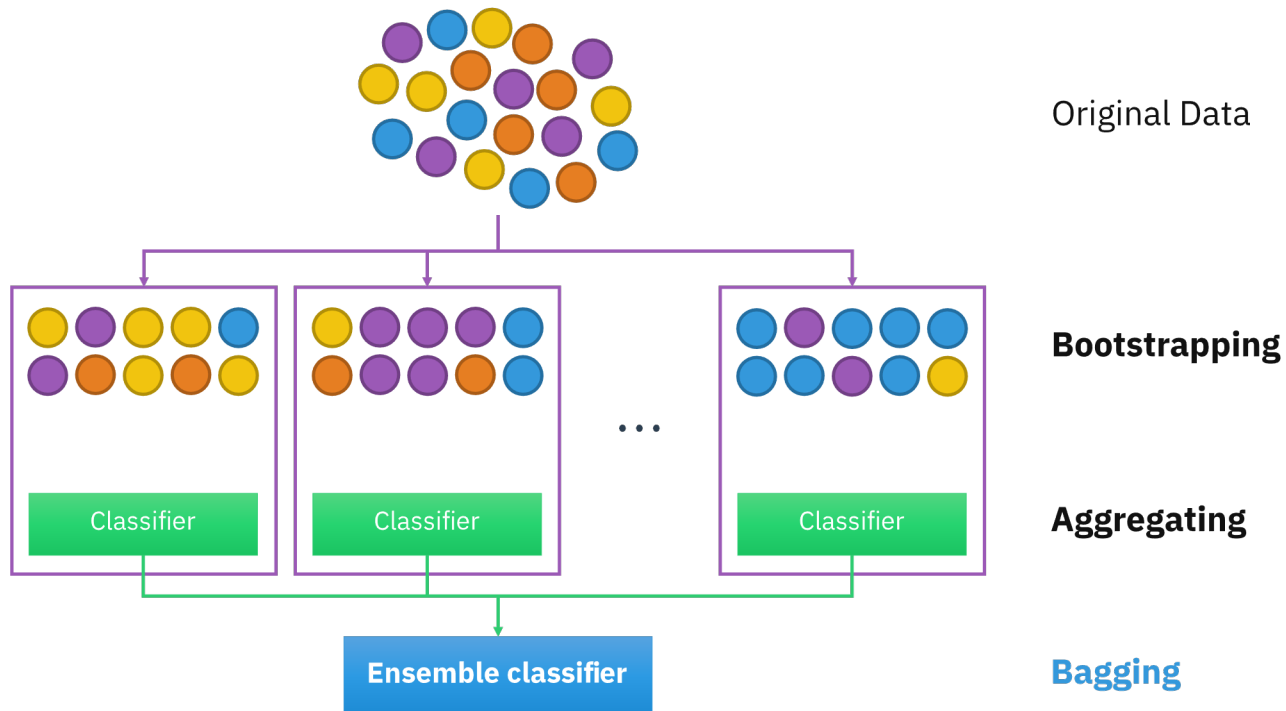 Original Data
Bootstrapping
...
Classifier
Classifier
Classifier
Aggregating
Ensemble classifier
Bagging